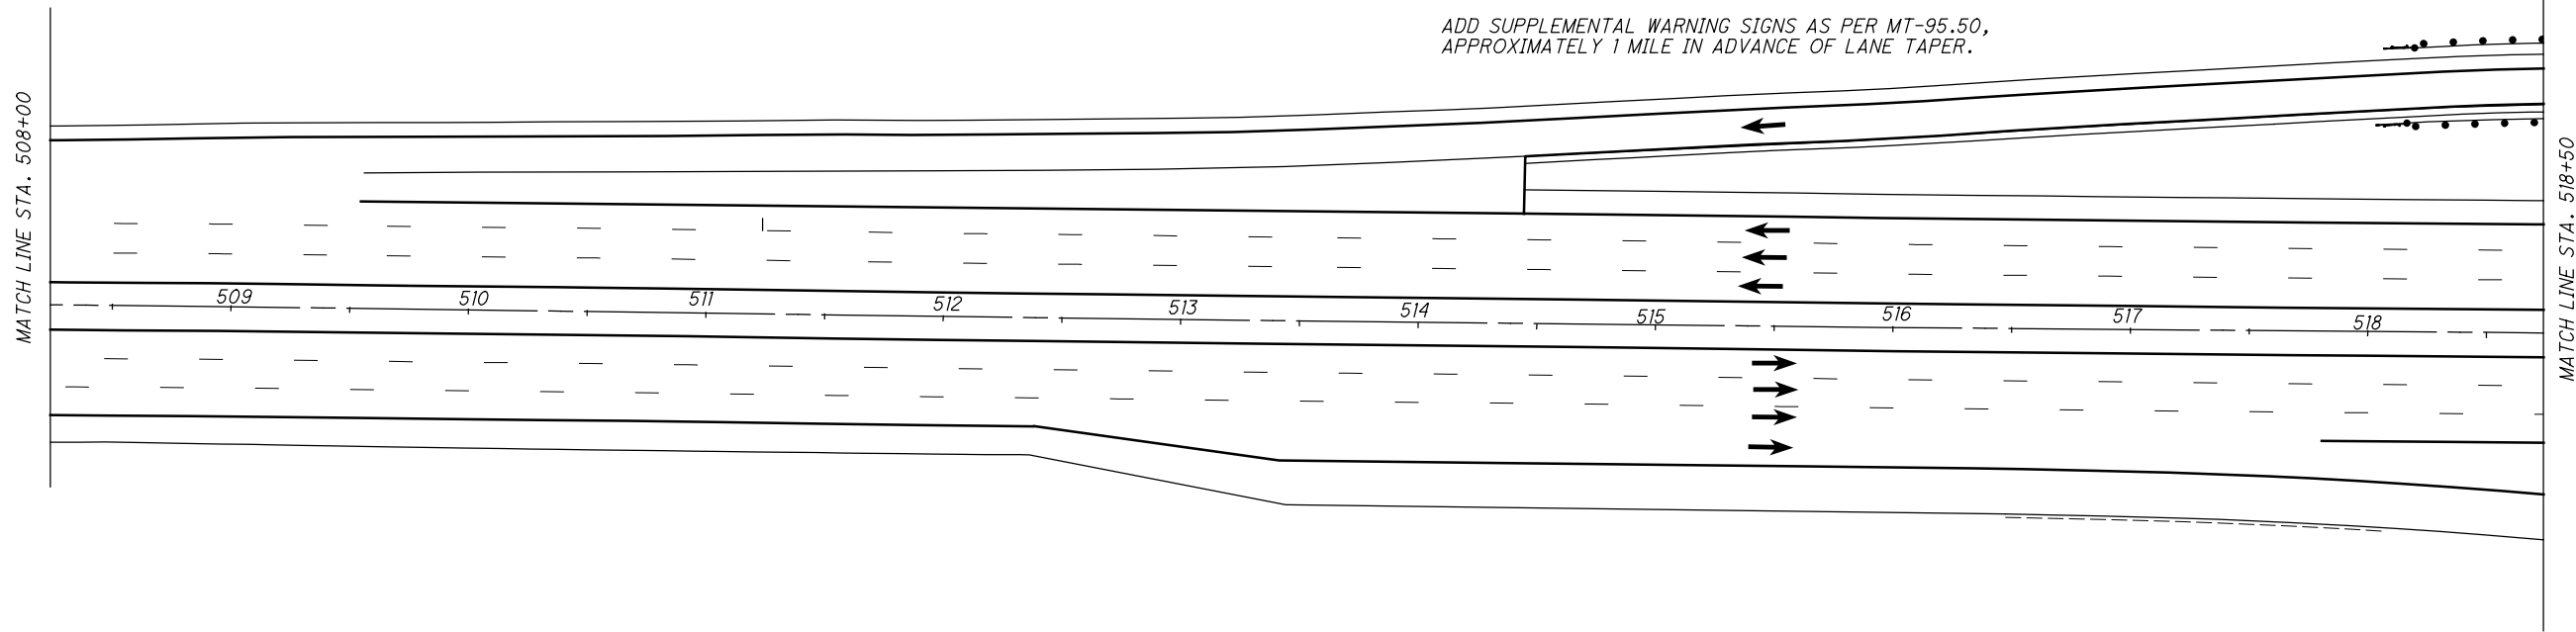 ADD SUPPLEMENTAL WARNING SIGNS AS PER MT-95.50,
APPROXIMATELY 1 MILE IN ADVANCE OF LANE TAPER.
MATCH LINE STA. 508+00
509
510
511
512
513
514
515
516
517
518
MATCH LINE STA. 518+50